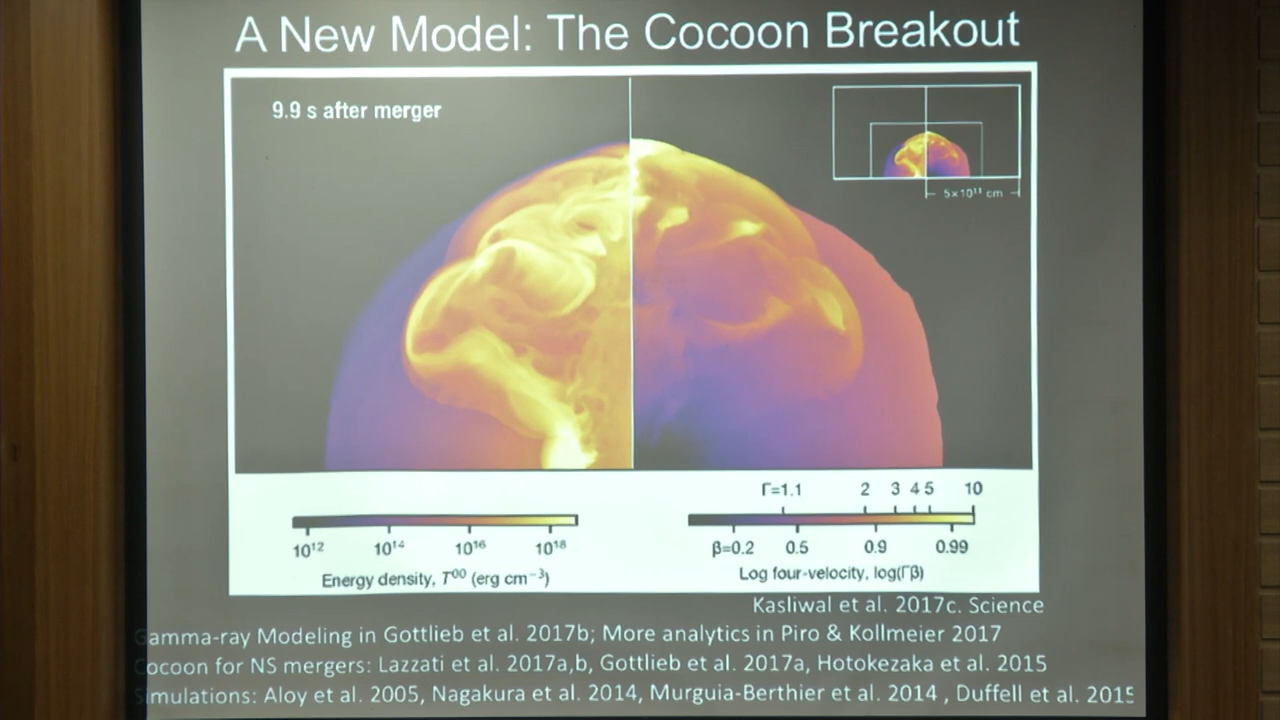 A New Model: The Cocoon Breakout
9.9 s after merger
5×10¹¹ cm
Γ=1.1 2 3 4 5 10
10¹² 10¹⁴ 10¹⁶ 10¹⁸
β=0.2 0.5 0.9 0.99
Energy density, T⁰⁰ (erg cm⁻³)
Log four-velocity, log(Γβ)
Kasliwal et al. 2017c. Science
Gamma-ray Modeling in Gottlieb et al. 2017b; More analytics in Piro & Kollmeier 2017
Cocoon for NS mergers: Lazzati et al. 2017a,b, Gottlieb et al. 2017a, Hotokezaka et al. 2015
Simulations: Aloy et al. 2005, Nagakura et al. 2014, Murguia-Berthier et al. 2014 , Duffell et al. 2015